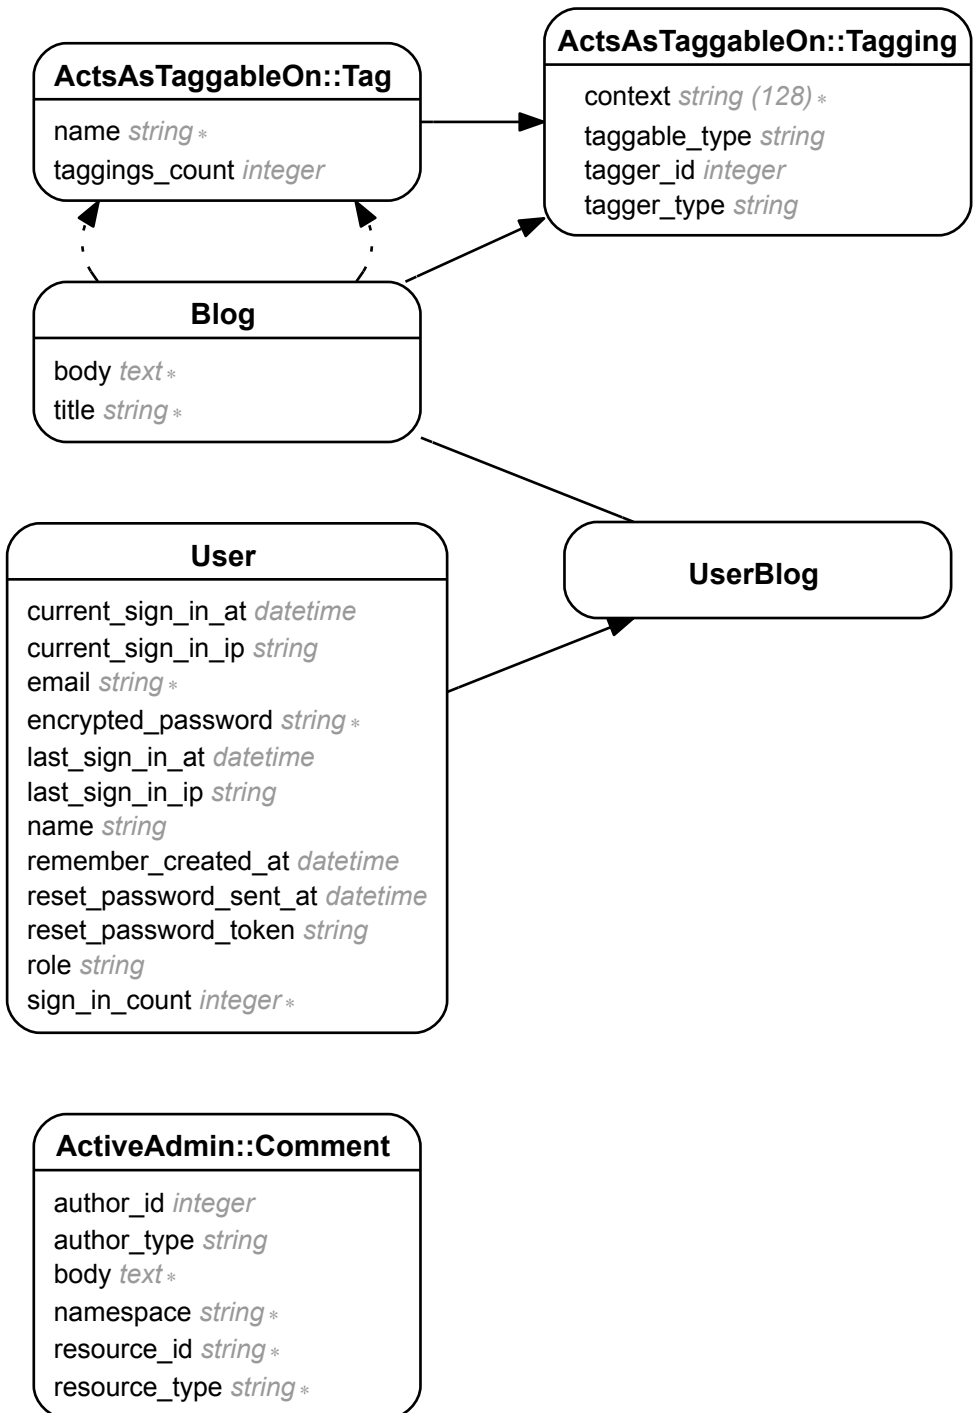 ActsAsTaggableOn::Tag
name string *
taggings_count integer
ActsAsTaggableOn::Tagging
context string (128) *
taggable_type string
tagger_id integer
tagger_type string
Blog
body text *
title string *
User
current_sign_in_at datetime
current_sign_in_ip string
email string *
encrypted_password string *
last_sign_in_at datetime
last_sign_in_ip string
name string
remember_created_at datetime
reset_password_sent_at datetime
reset_password_token string
role string
sign_in_count integer *
UserBlog
ActiveAdmin::Comment
author_id integer
author_type string
body text *
namespace string *
resource_id string *
resource_type string *